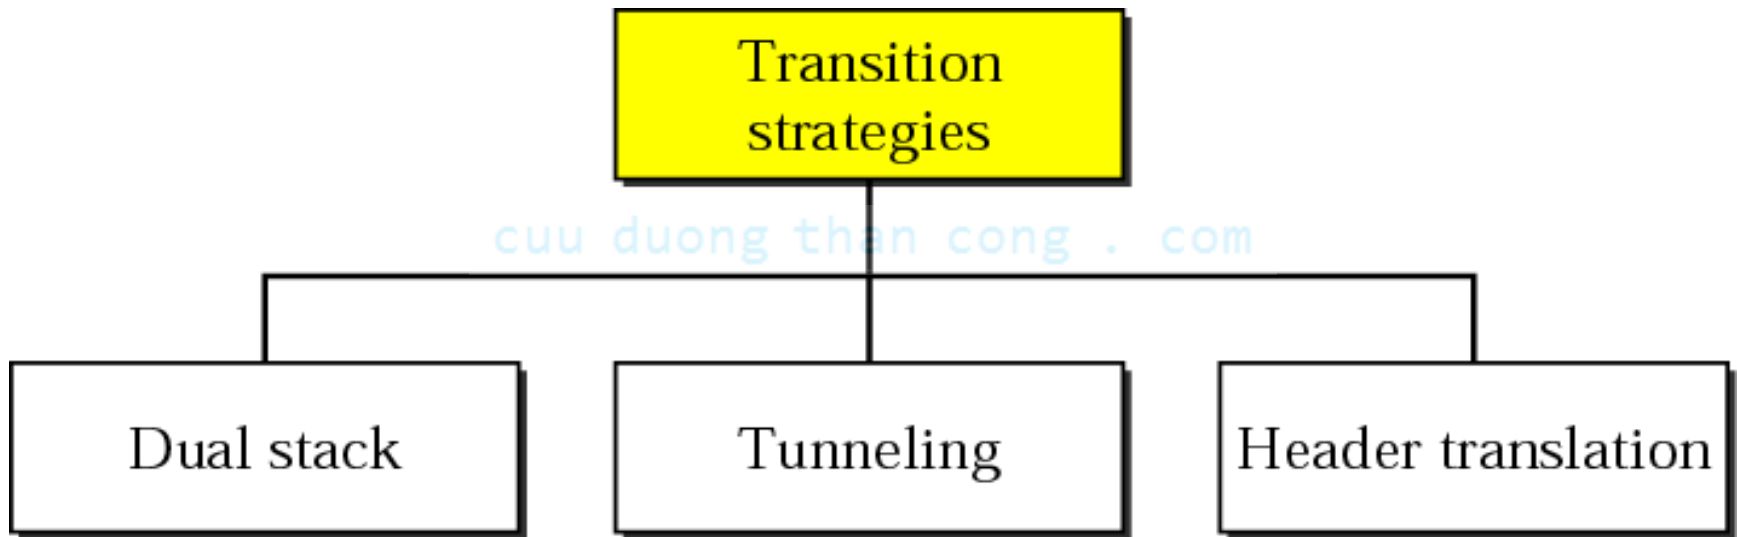 Transition
strategies
cuu duong than cong . com
Dual stack
Tunneling
Header translation